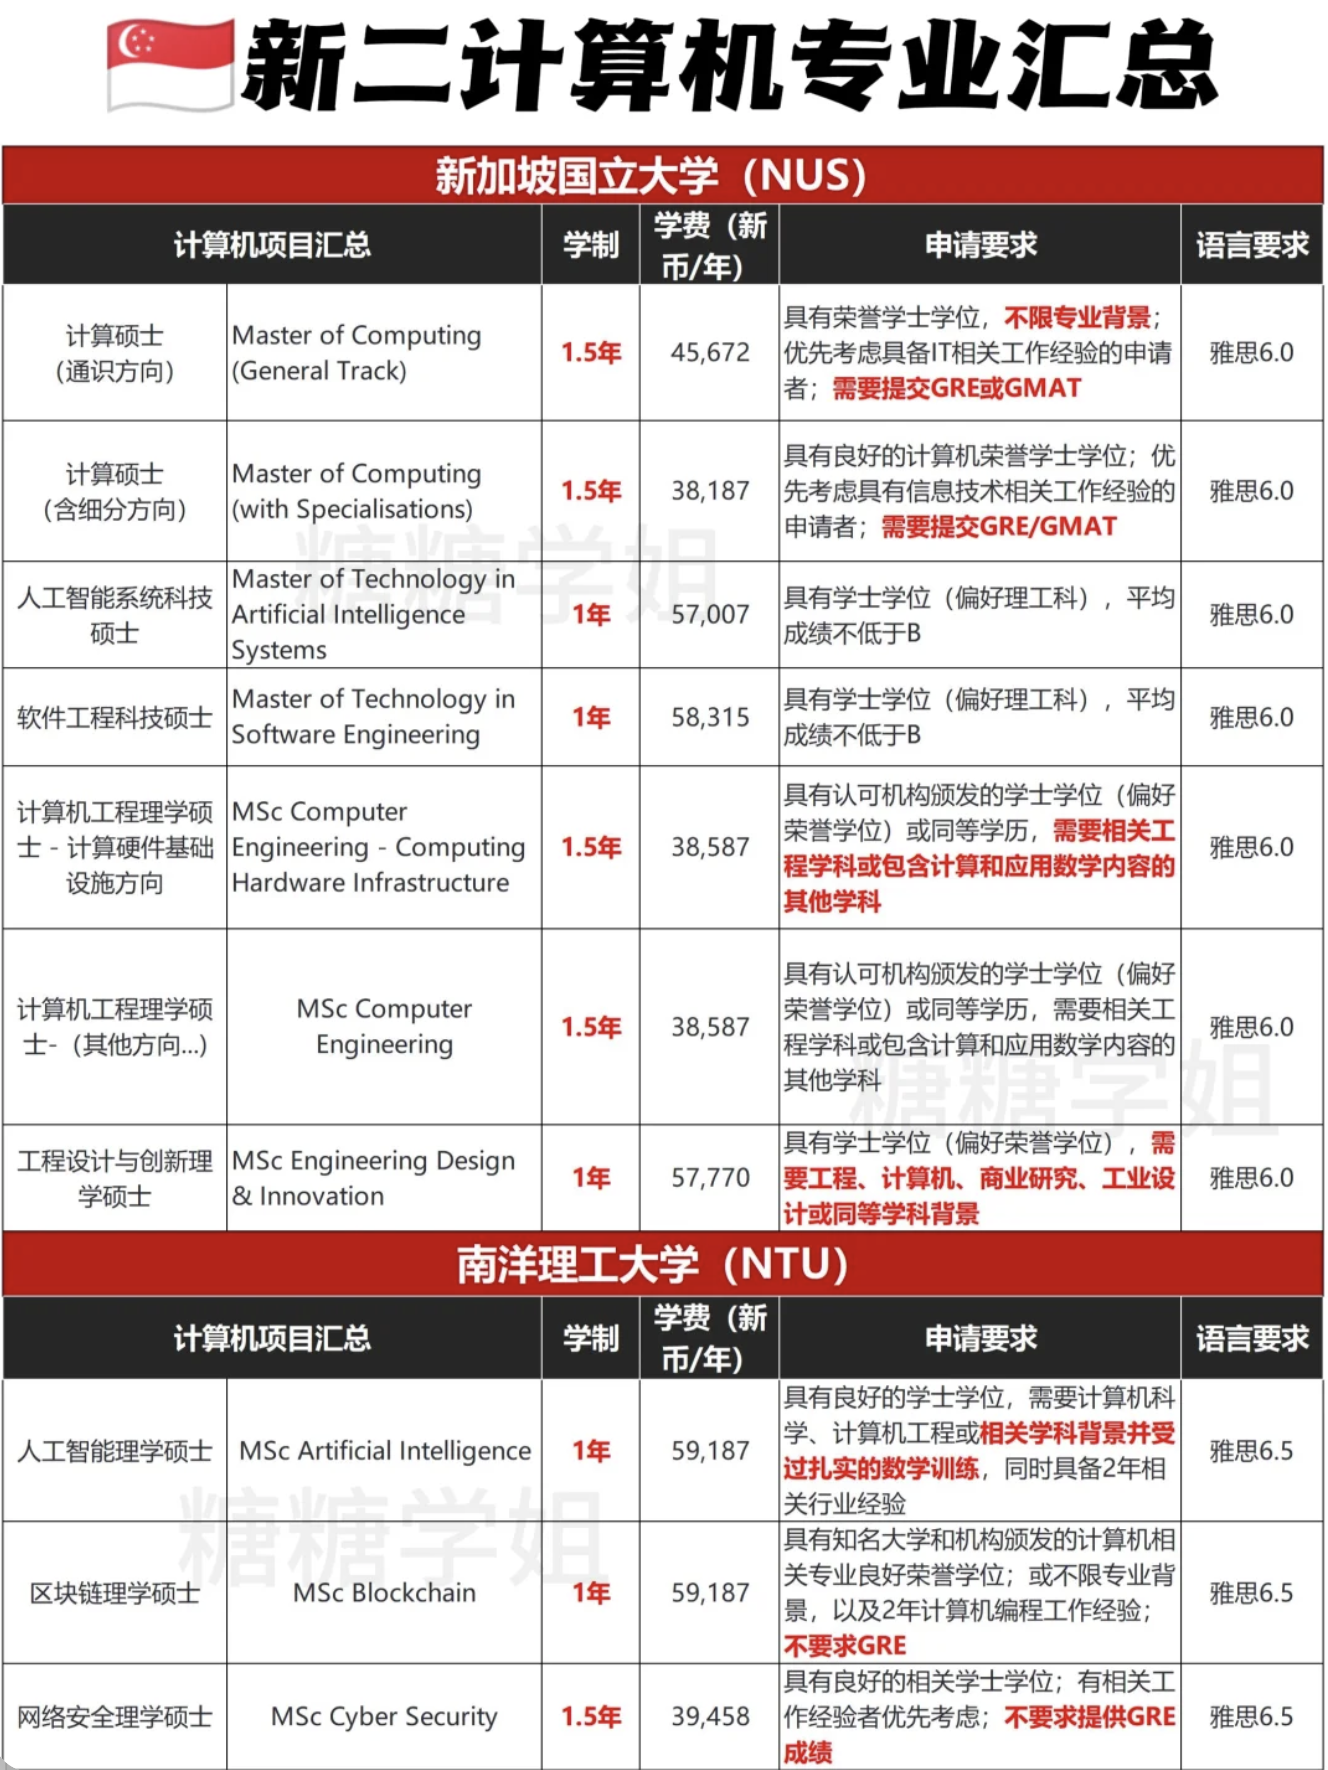 新二计算机专业汇总
新加坡国立大学（NUS）
计算机项目汇总
学制
学费（新
币/年）
申请要求
语言要求
计算硕士
（通识方向）
Master of Computing
(General Track)
1.5年
45,672
具有荣誉学士学位，不限专业背景；
优先考虑具备IT相关工作经验的申请
者；需要提交GRE或GMAT
雅思6.0
计算硕士
（含细分方向）
Master of Computing
(with Specialisations)
1.5年
38,187
具有良好的计算机荣誉学士学位；优
先考虑具有信息技术相关工作经验的
申请者；需要提交GRE/GMAT
雅思6.0
人工智能系统科技
硕士
Master of Technology in
Artificial Intelligence
Systems
1年
57,007
具有学士学位（偏好理工科），平均
成绩不低于B
雅思6.0
软件工程科技硕士
Master of Technology in
Software Engineering
1年
58,315
具有学士学位（偏好理工科），平均
成绩不低于B
雅思6.0
计算机工程理学硕
士 - 计算硬件基础
设施方向
MSc Computer
Engineering - Computing
Hardware Infrastructure
1.5年
38,587
具有认可机构颁发的学士学位（偏好
荣誉学位）或同等学历，需要相关工
程学科或包含计算和应用数学内容的
其他学科
雅思6.0
计算机工程理学硕
士-（其他方向...)
MSc Computer
Engineering
1.5年
38,587
具有认可机构颁发的学士学位（偏好
荣誉学位）或同等学历，需要相关工
程学科或包含计算和应用数学内容的
其他学科
雅思6.0
工程设计与创新理
学硕士
MSc Engineering Design
& Innovation
1年
57,770
具有学士学位（偏好荣誉学位），需
要工程、计算机、商业研究、工业设
计或同等学科背景
雅思6.0
南洋理工大学（NTU）
计算机项目汇总
学制
学费（新
币/年）
申请要求
语言要求
人工智能理学硕士
MSc Artificial Intelligence
1年
59,187
具有良好的学士学位，需要计算机科
学、计算机工程或相关学科背景并受
过扎实的数学训练，同时具备2年相
关行业经验
雅思6.5
区块链理学硕士
MSc Blockchain
1年
59,187
具有知名大学和机构颁发的计算机相
关专业良好荣誉学位；或不限专业背
景，以及2年计算机编程工作经验；
不要求GRE
雅思6.5
网络安全理学硕士
MSc Cyber Security
1.5年
39,458
具有良好的相关学士学位；有相关工
作经验者优先考虑；不要求提供GRE
成绩
雅思6.5
糖糖学姐
糖糖学姐
糖糖学姐